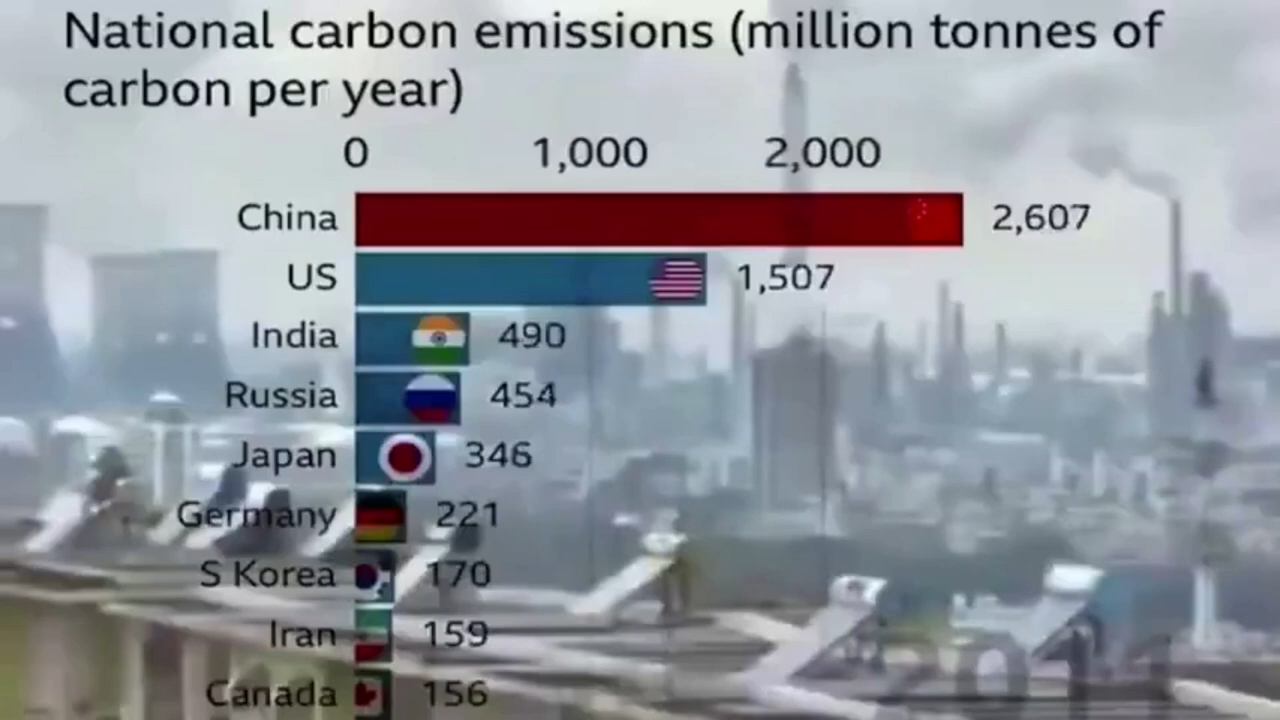 National carbon emissions (million tonnes of
carbon per year)
0 1,000 2,000
China 2,607
US 1,507
India 490
Russia 454
Japan 346
Germany 221
S Korea 170
Iran 159
Canada 156
2011